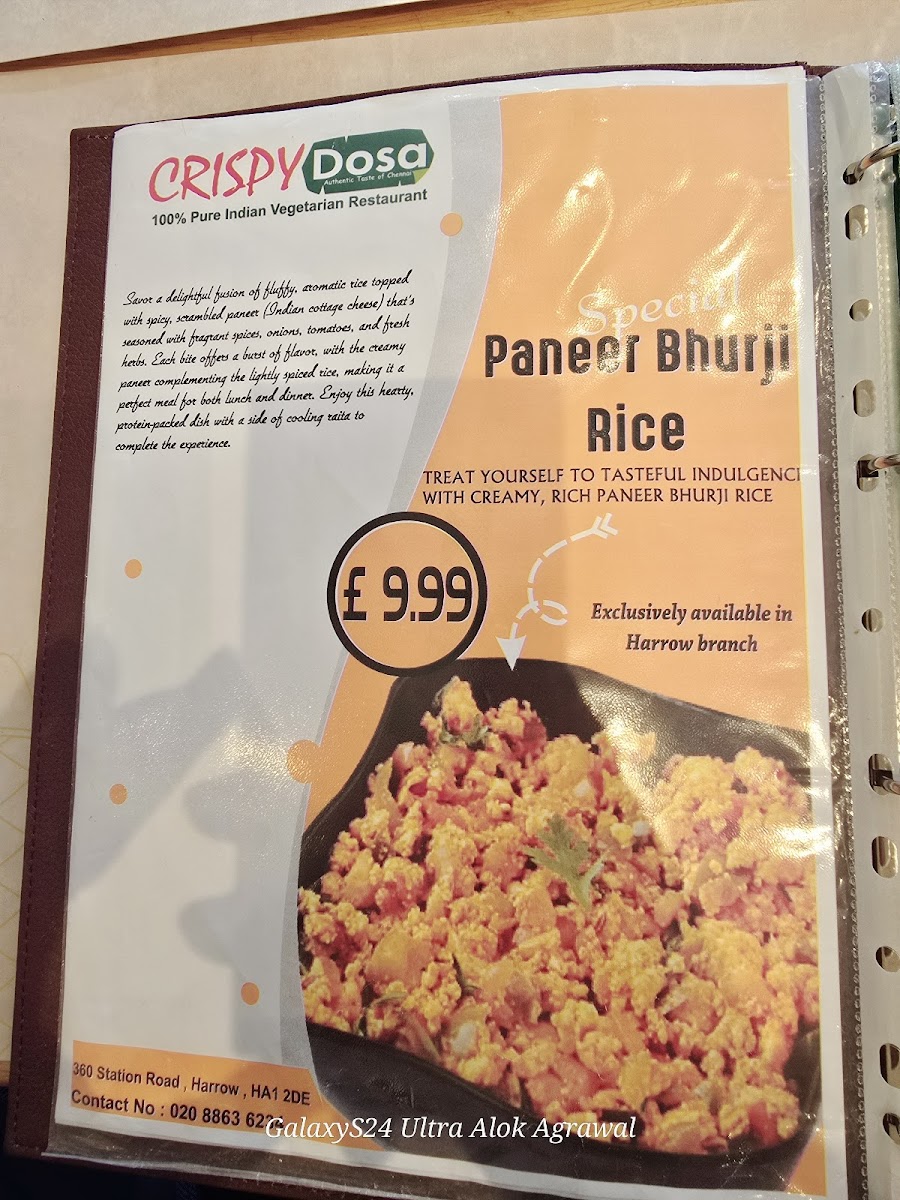 CRISPY Dosa
Authentic Taste of Chennai
100% Pure Indian Vegetarian Restaurant
Savor a delightful fusion of fluffy, aromatic rice topped
with spicy, scrambled paneer (Indian cottage cheese) that's
seasoned with fragrant spices, onions, tomatoes, and fresh
herbs. Each bite offers a burst of flavor, with the creamy
paneer complementing the lightly spiced rice, making it a
perfect meal for both lunch and dinner. Enjoy this hearty,
protein-packed dish with a side of cooling raita to
complete the experience.
Special
Paneer Bhurji
Rice
TREAT YOURSELF TO TASTEFUL INDULGENC
WITH CREAMY, RICH PANEER BHURJI RICE
£ 9.99
Exclusively available in
Harrow branch
360 Station Road , Harrow , HA1 2DE
Contact No : 020 8863 62
GalaxyS24 Ultra Alok Agrawal